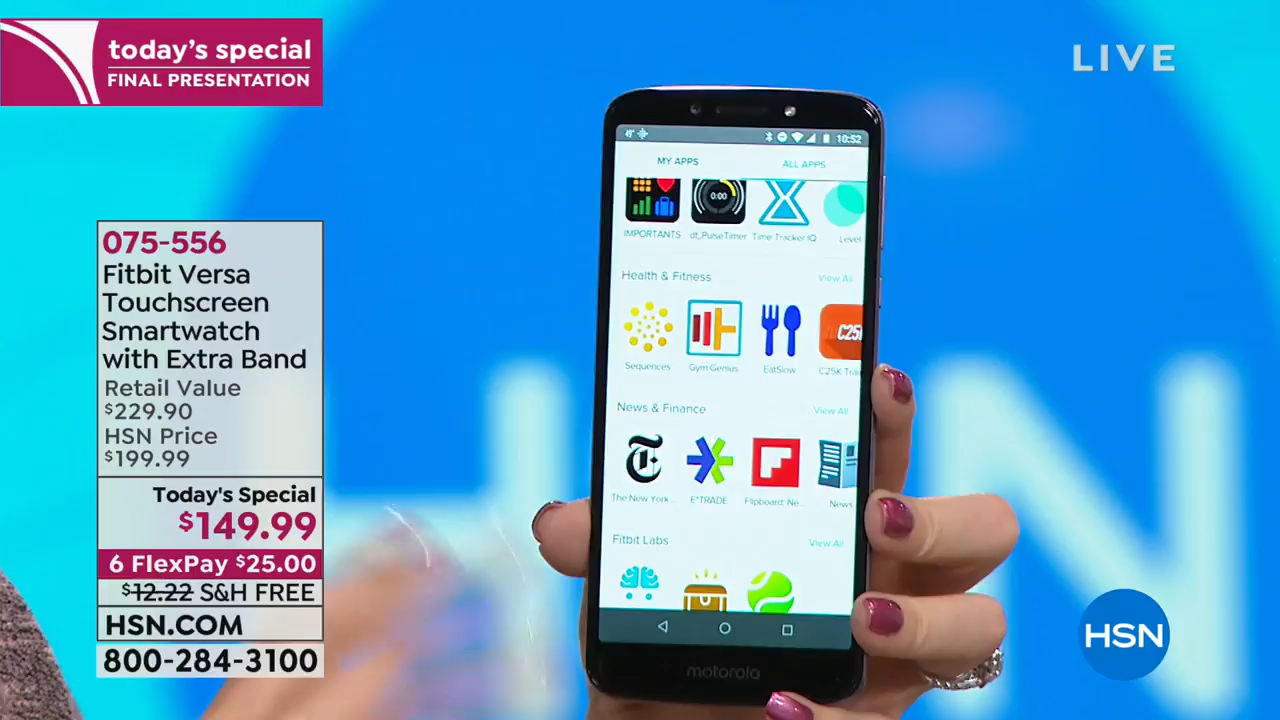 today's special
FINAL PRESENTATION
LIVE
075-556
Fitbit Versa
Touchscreen
Smartwatch
with Extra Band
Retail Value
$229.90
HSN Price
$199.99
Today's Special
$149.99
6 FlexPay $25.00
$12.22 S&H FREE
HSN.COM
800-284-3100
10:52
MY APPS ALL APPS
0:00
IMPORTANTS dt_PulseTimer Time Tracker IQ Level
Health & Fitness View All
C25K
Sequences Gym Genius EatSlow C25K Trai
News & Finance View All
The New York... E*TRADE Flipboard: Ne... News
Fitbit Labs View All
motorola
HSN
HSN